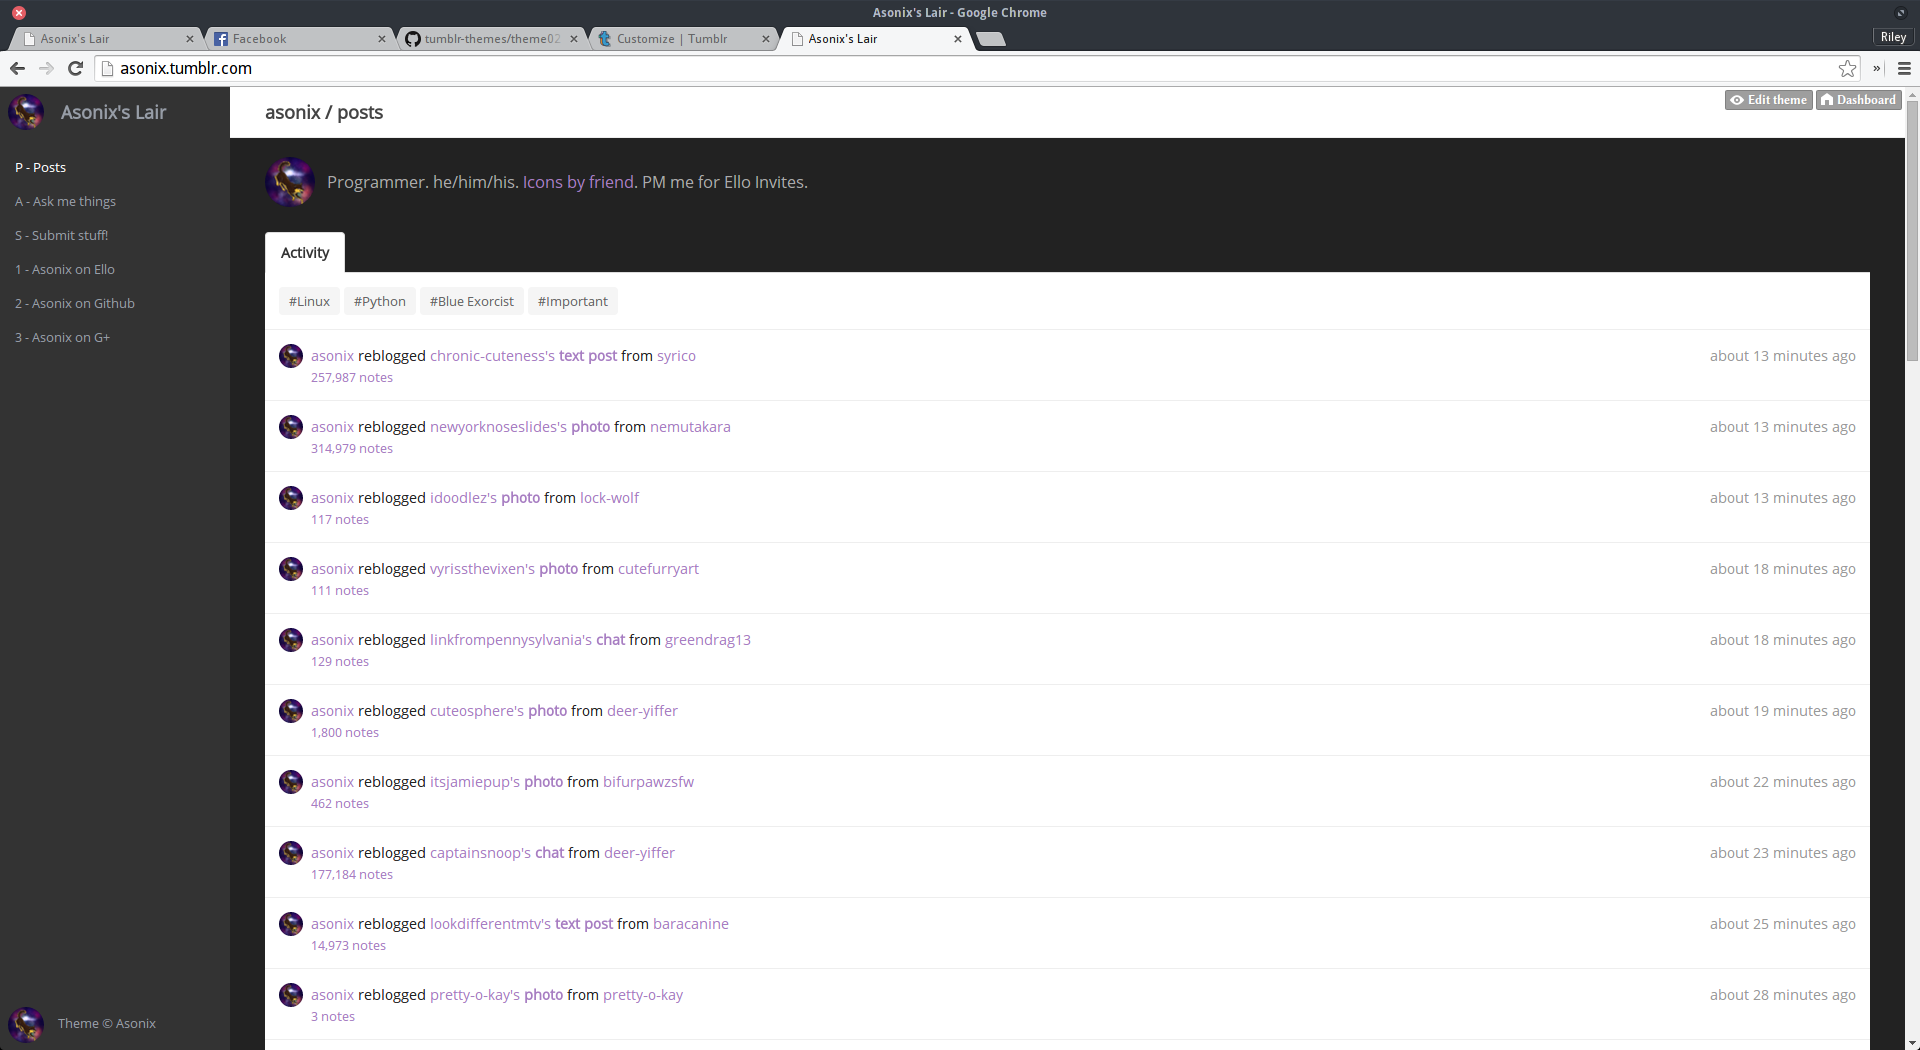 Asonix's Lair - Google Chrome
Asonix's Lair
Facebook
tumblr-themes/theme02
Customize | Tumblr
Asonix's Lair
Riley
asonix.tumblr.com
»
Asonix's Lair
asonix / posts
Edit theme
Dashboard
P - Posts
A - Ask me things
S - Submit stuff!
1 - Asonix on Ello
2 - Asonix on Github
3 - Asonix on G+
Programmer. he/him/his. Icons by friend. PM me for Ello Invites.
Activity
#Linux #Python #Blue Exorcist #Important
asonix reblogged chronic-cuteness's text post from syrico about 13 minutes ago
257,987 notes
asonix reblogged newyorknoseslides's photo from nemutakara about 13 minutes ago
314,979 notes
asonix reblogged idoodlez's photo from lock-wolf about 13 minutes ago
117 notes
asonix reblogged vyrissthevixen's photo from cutefurryart about 18 minutes ago
111 notes
asonix reblogged linkfrompennysylvania's chat from greendrag13 about 18 minutes ago
129 notes
asonix reblogged cuteosphere's photo from deer-yiffer about 19 minutes ago
1,800 notes
asonix reblogged itsjamiepup's photo from bifurpawzsfw about 22 minutes ago
462 notes
asonix reblogged captainsnoop's chat from deer-yiffer about 23 minutes ago
177,184 notes
asonix reblogged lookdifferentmtv's text post from baracanine about 25 minutes ago
14,973 notes
asonix reblogged pretty-o-kay's photo from pretty-o-kay about 28 minutes ago
3 notes
Theme © Asonix